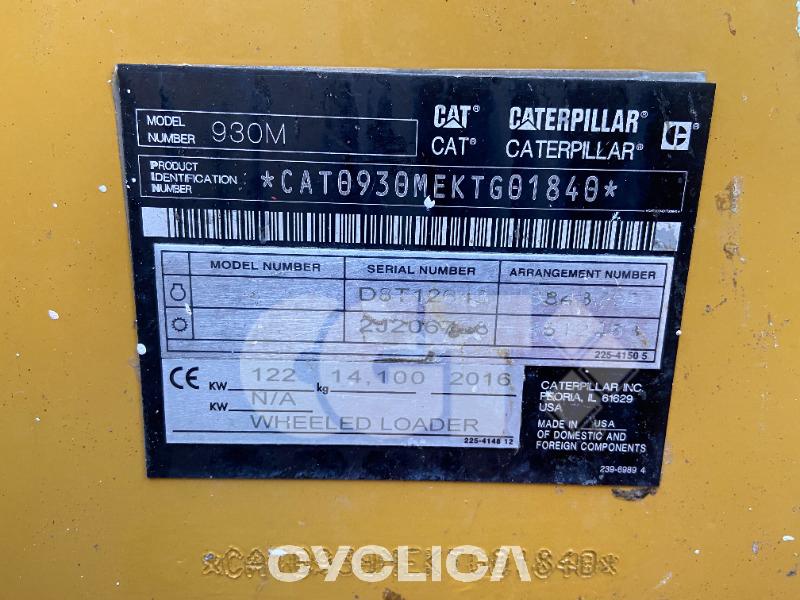 MODEL NUMBER 930M
CAT® CATERPILLAR®
CAT® CATERPILLAR®
PRODUCT IDENTIFICATION NUMBER *CAT0930MEKTG01840*
MODEL NUMBER SERIAL NUMBER ARRANGEMENT NUMBER
225-4150 5
CE KW 122 kg 14,100 2016
KW N/A
WHEELED LOADER
225-4148 12
CATERPILLAR INC.
PEORIA, IL 61629
USA
MADE IN USA
OF DOMESTIC AND
FOREIGN COMPONENTS
239-6989 4
CYCLICA